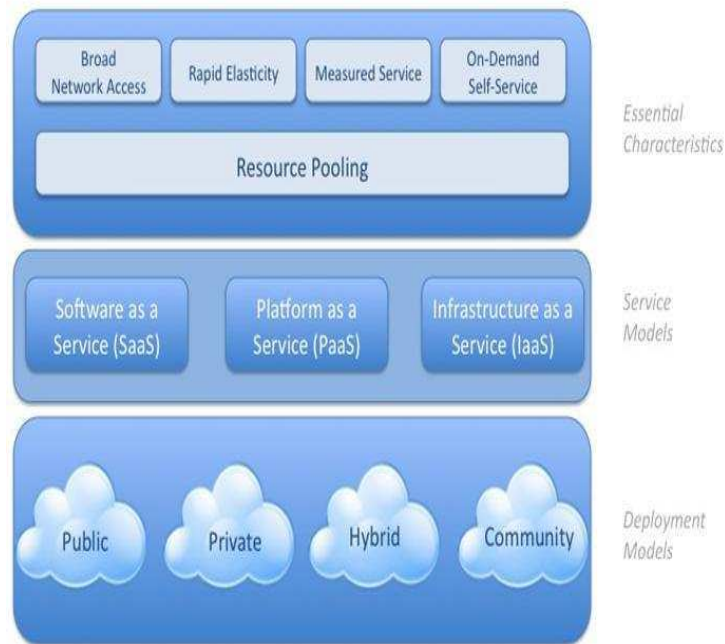 Broad
Network Access
Rapid Elasticity
Measured Service
On-Demand
Self-Service
Resource Pooling
Essential
Characteristics
Software as a
Service (SaaS)
Platform as a
Service (PaaS)
Infrastructure as a
Service (IaaS)
Service
Models
Public
Private
Hybrid
Community
Deployment
Models